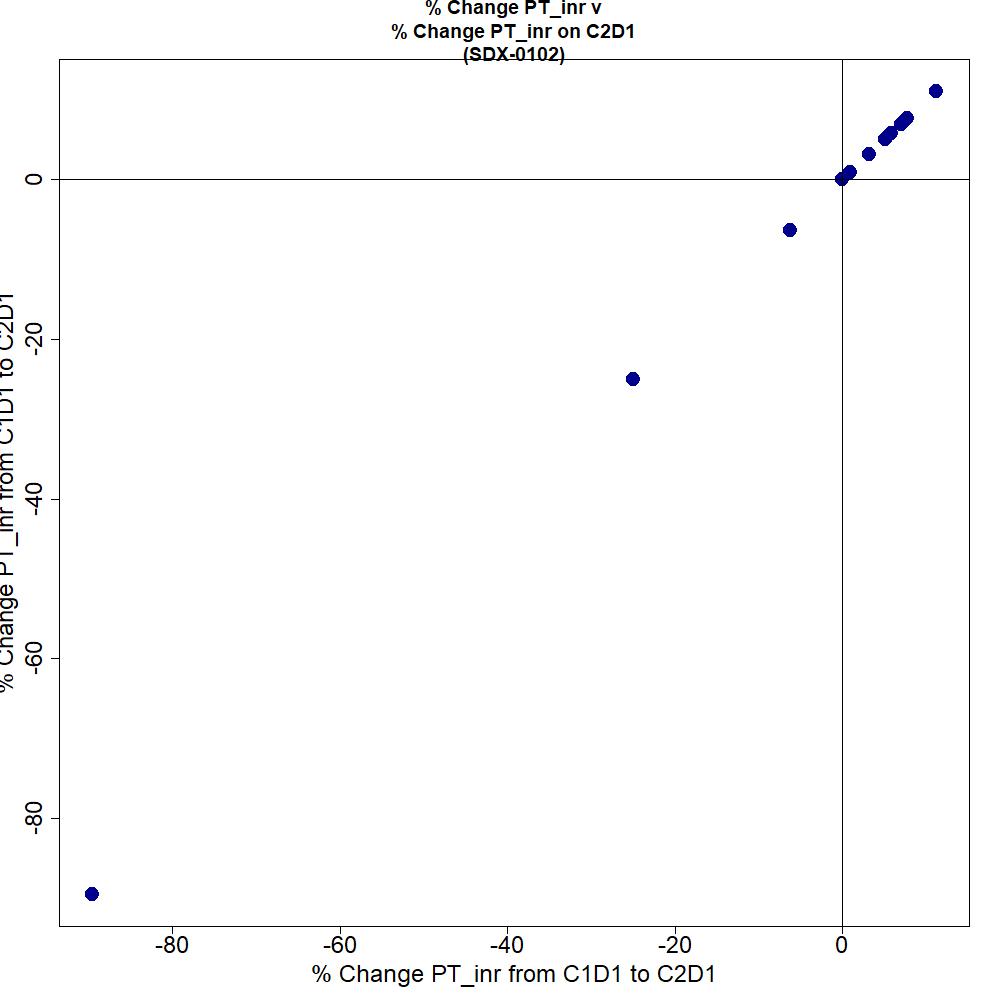 % Change PT_inr v
% Change PT_inr on C2D1
(SDX-0102)
% Change PT_inr from C1D1 to C2D1
0
-20
-40
-60
-80
-80
-60
-40
-20
0
% Change PT_inr from C1D1 to C2D1